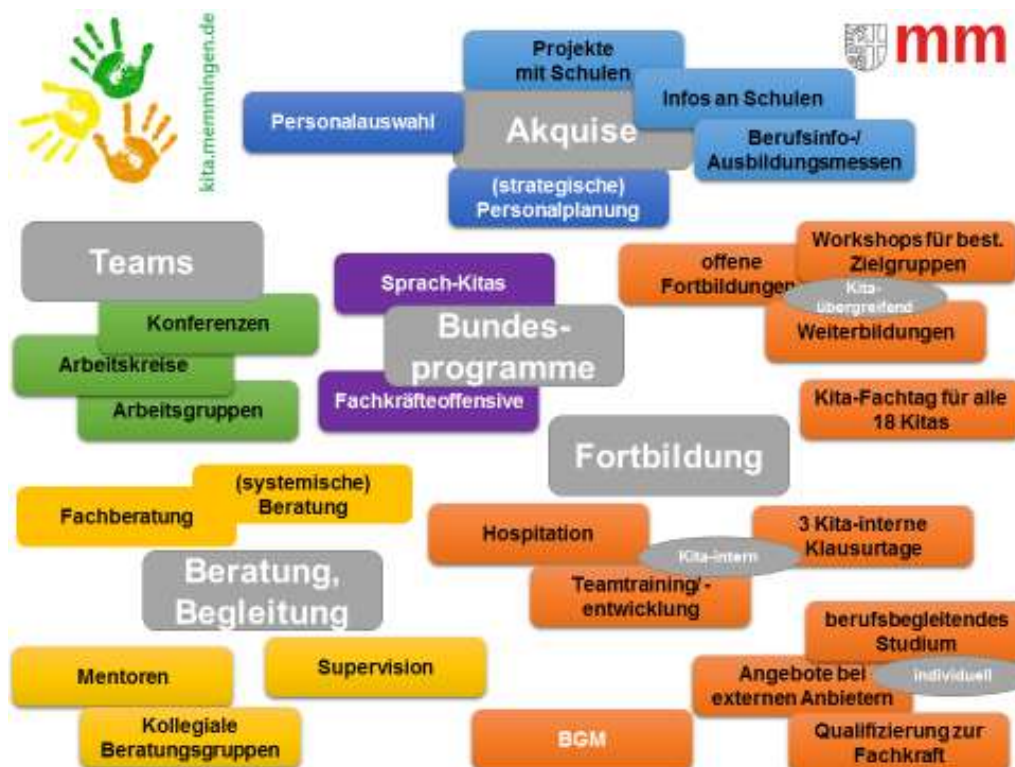 kita.memmingen.de
mm
Projekte
mit Schulen
Infos an Schulen
Personalauswahl
Akquise
Berufsinfo-/
Ausbildungsmessen
(strategische)
Personalplanung
Teams
Konferenzen
Arbeitskreise
Arbeitsgruppen
Sprach-Kitas
Bundes-
programme
Fachkräfteoffensive
offene
Fortbildungen
Workshops für best.
Zielgruppen
Kita-
übergreifend
Weiterbildungen
Kita-Fachtag für alle
18 Kitas
Fortbildung
Fachberatung
(systemische)
Beratung
Beratung,
Begleitung
Mentoren
Supervision
Kollegiale
Beratungsgruppen
Hospitation
Kita-intern
3 Kita-interne
Klausurtage
Teamtraining/ -
entwicklung
berufsbegleitendes
Studium
individuell
Angebote bei
externen Anbietern
BGM
Qualifizierung zur
Fachkraft